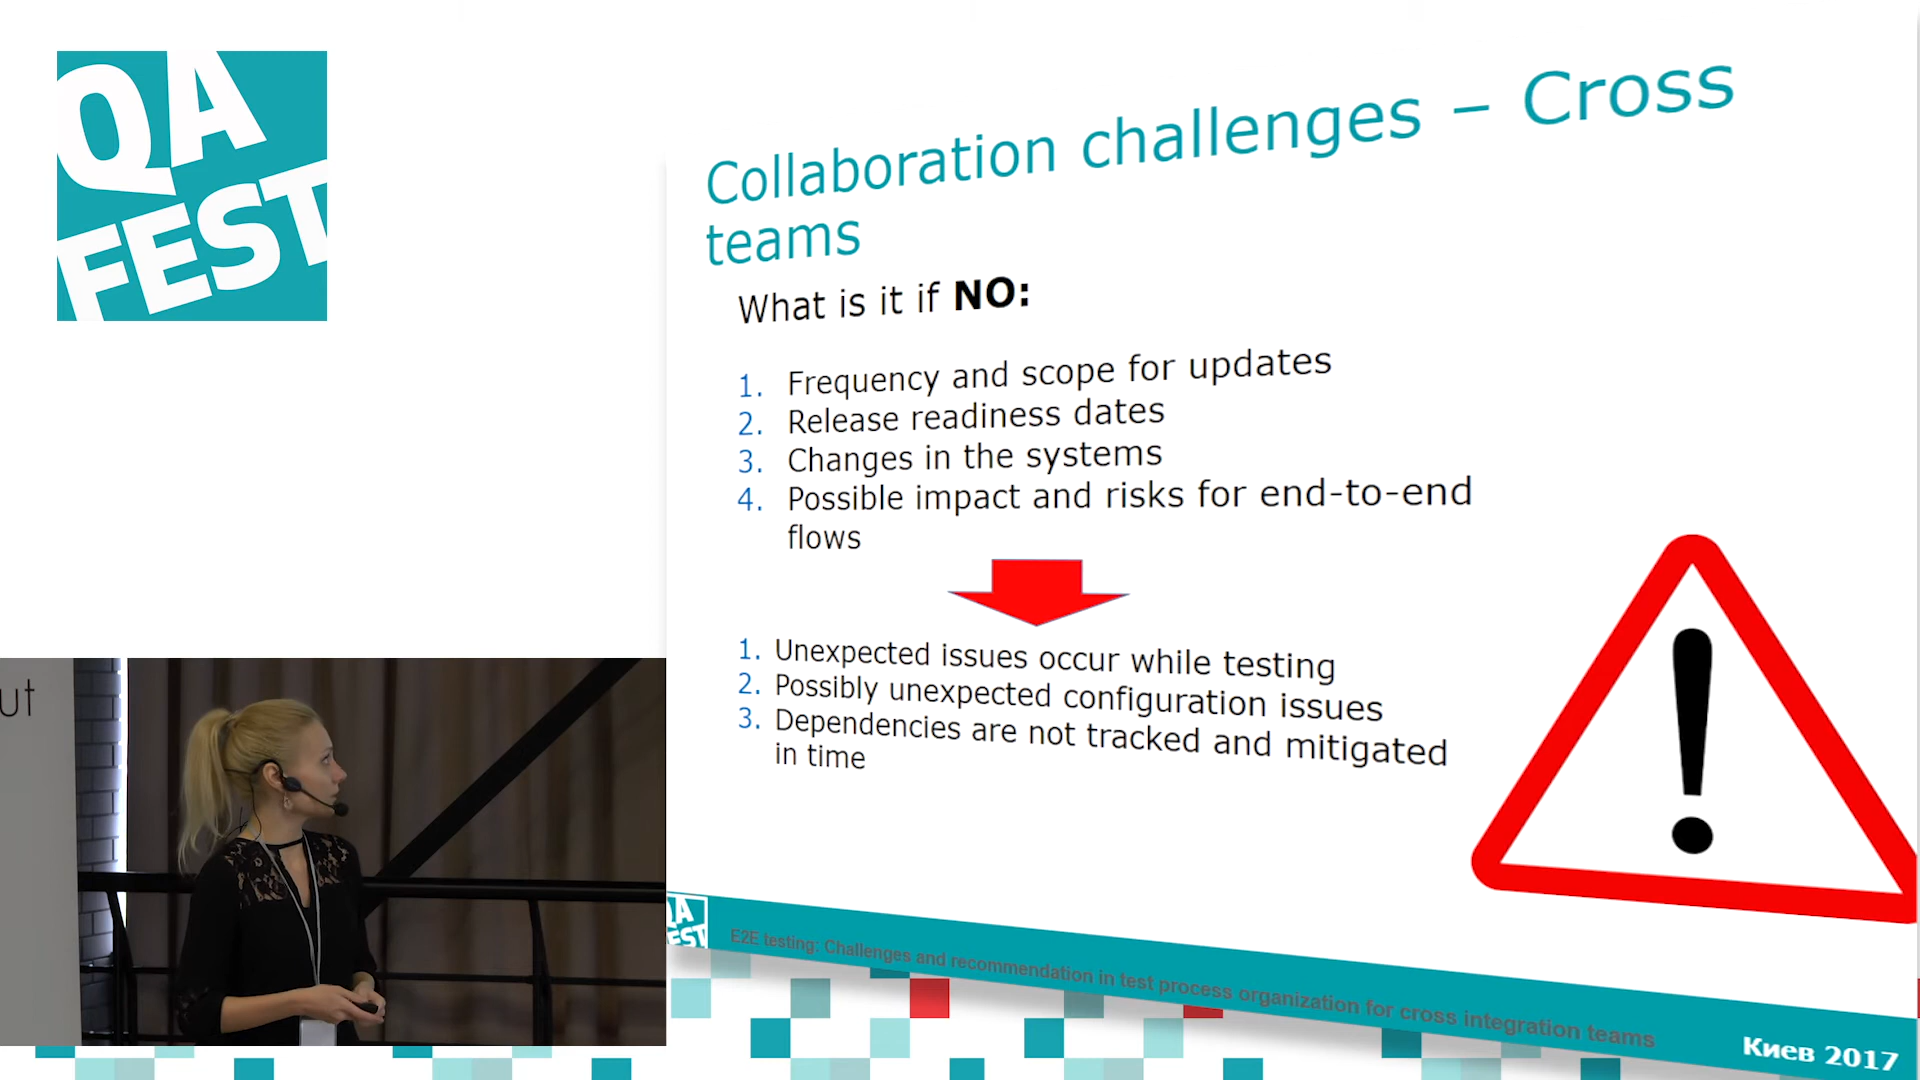 QA
FEST
Collaboration challenges – Cross
teams
What is it if NO:
1. Frequency and scope for updates
2. Release readiness dates
3. Changes in the systems
4. Possible impact and risks for end-to-end
flows
1. Unexpected issues occur while testing
2. Possibly unexpected configuration issues
3. Dependencies are not tracked and mitigated
in time
ut
QA
FEST
E2E testing: Challenges and recommendation in test process organization for cross integration teams
Киев 2017